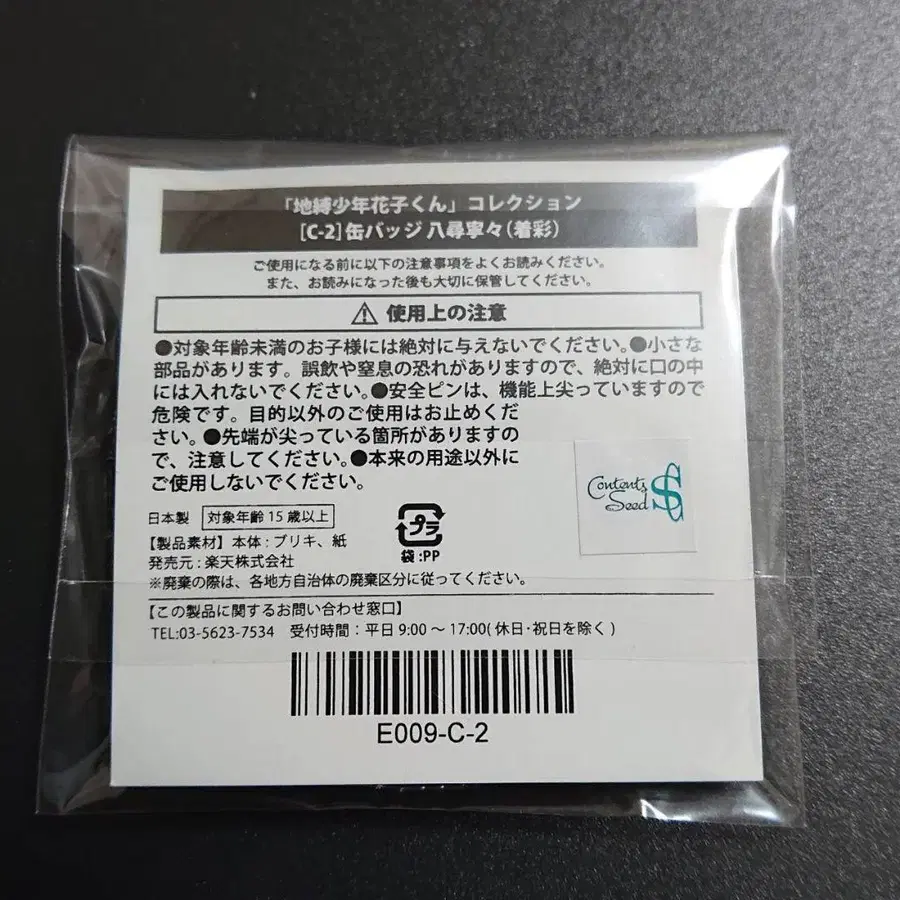 「地縛少年花子くん」コレクション
[C-2]缶バッジ 八尋寧々（着彩）
ご使用になる前に以下の注意事項をよくお読みください。
また、お読みになった後も大切に保管してください。
⚠ 使用上の注意
●対象年齢未満のお子様には絶対に与えないでください。●小さな
部品があります。誤飲や窒息の恐れがありますので、絶対に口の中
には入れないでください。●安全ピンは、機能上尖っていますので
危険です。目的以外のご使用はお止めくだ
さい。●先端が尖っている箇所がありますの
で、注意してください。●本来の用途以外に
ご使用しないでください。
Contents
Seed
日本製 対象年齢 15 歳以上
【製品素材】本体：ブリキ、紙
発売元：楽天株式会社
プラ
袋:PP
※廃棄の際は、各地方自治体の廃棄区分に従ってください。
【この製品に関するお問い合わせ窓口】
TEL:03-5623-7534 受付時間：平日 9:00 ～ 17:00( 休日・祝日を除く )
E009-C-2